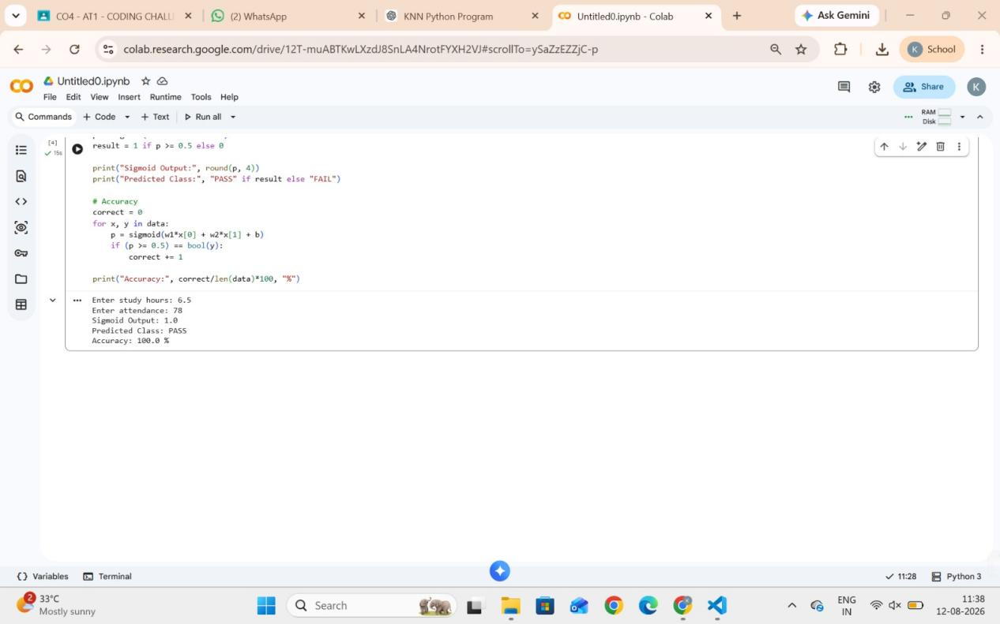 CO4 - AT1 - CODING CHALL
(2) WhatsApp
KNN Python Program
Untitled0.ipynb - Colab
Ask Gemini
colab.research.google.com/drive/12T-muABTKwLXzdJ8SnLA4NrotFYXH2VJ#scrollTo=ySaZzEZZjC-p
K School
CO Untitled0.ipynb
File Edit View Insert Runtime Tools Help
Share
K
Commands + Code + Text Run all
RAM
Disk
[4]
15s
result = 1 if p >= 0.5 else 0
print("Sigmoid Output:", round(p, 4))
print("Predicted Class:", "PASS" if result else "FAIL")
# Accuracy
correct = 0
for x, y in data:
    p = sigmoid(w1*x[0] + w2*x[1] + b)
    if (p >= 0.5) == bool(y):
        correct += 1
print("Accuracy:", correct/len(data)*100, "%")
Enter study hours: 6.5
Enter attendance: 78
Sigmoid Output: 1.0
Predicted Class: PASS
Accuracy: 100.0 %
{} Variables Terminal
11:28 Python 3
2
33°C
Mostly sunny
Search
ENG
IN
11:38
12-08-2026